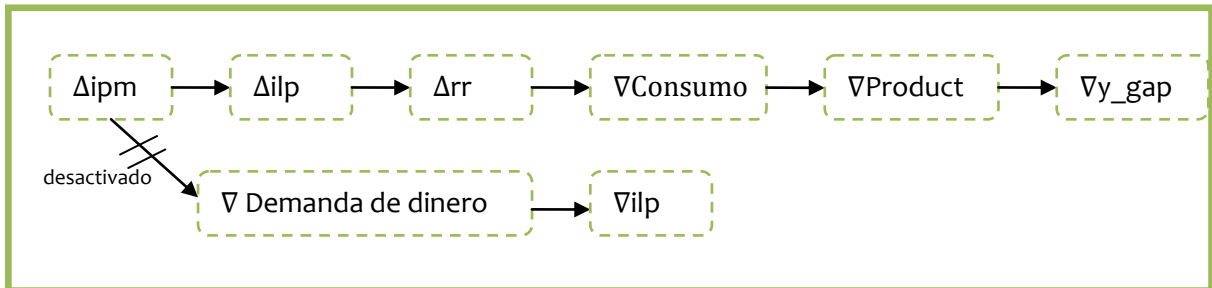 Δipm Δilp Δrr ∇Consumo ∇Product ∇y_gap
desactivado
∇ Demanda de dinero ∇ilp